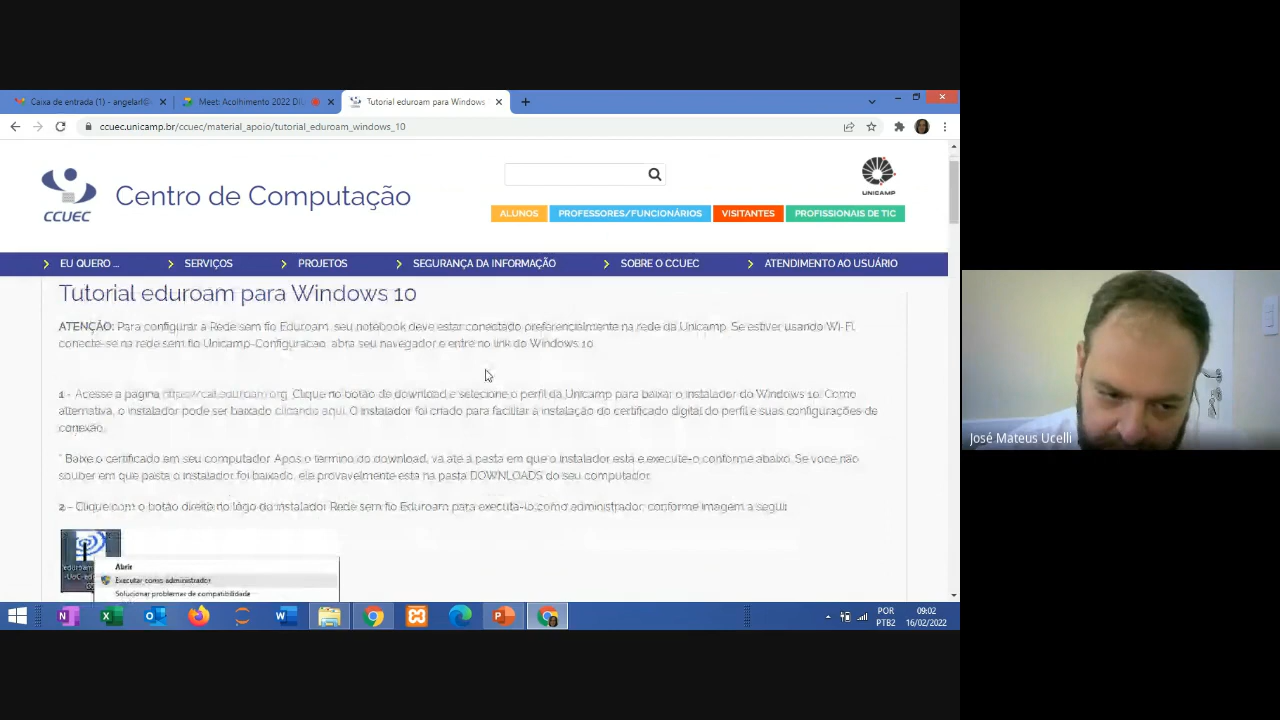 Caixa de entrada (1) - angelarl@
Meet: Acolhimento 2022 DIU
Tutorial eduroam para Windows
ccuec.unicamp.br/ccuec/material_apoio/tutorial_eduroam_windows_10
CCUEC
Centro de Computação
UNICAMP
ALUNOS
PROFESSORES/FUNCIONÁRIOS
VISITANTES
PROFISSIONAIS DE TIC
EU QUERO ...
SERVIÇOS
PROJETOS
SEGURANÇA DA INFORMAÇÃO
SOBRE O CCUEC
ATENDIMENTO AO USUÁRIO
Tutorial eduroam para Windows 10
ATENÇÃO: Para configurar a Rede sem fio Eduroam, seu notebook deve estar conectado preferencialmente na rede da Unicamp. Se estiver usando Wi-Fi,
conecte-se na rede sem fio Unicamp-Configuracao, abra seu navegador e entre no link do Windows 10
1 - Acesse a página https://cat.eduroam.org. Clique no botão de download e selecione o perfil da Unicamp para baixar o instalador do Windows 10. Como
alternativa, o instalador pode ser baixado clicando aqui. O instalador foi criado para facilitar a instalação do certificado digital do perfil e suas configurações de
conexão.
* Baixe o certificado em seu computador. Após o término do download, vá até a pasta em que o instalador está e execute-o conforme abaixo. Se você não
souber em que pasta o instalador foi baixado, ele provavelmente está na pasta DOWNLOADS do seu computador.
2 - Clique com o botão direito no logo do instalador Rede sem fio Eduroam para executá-lo como administrador conforme imagem a seguir
eduroam
Abrir
Executar como administrador
Solucionar problemas de compatibilidade
José Mateus Ucelli
POR
PTB2
09:02
16/02/2022